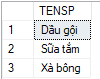 TENSP
1 Dầu gội
2 Sữa tắm
3 Xà bông